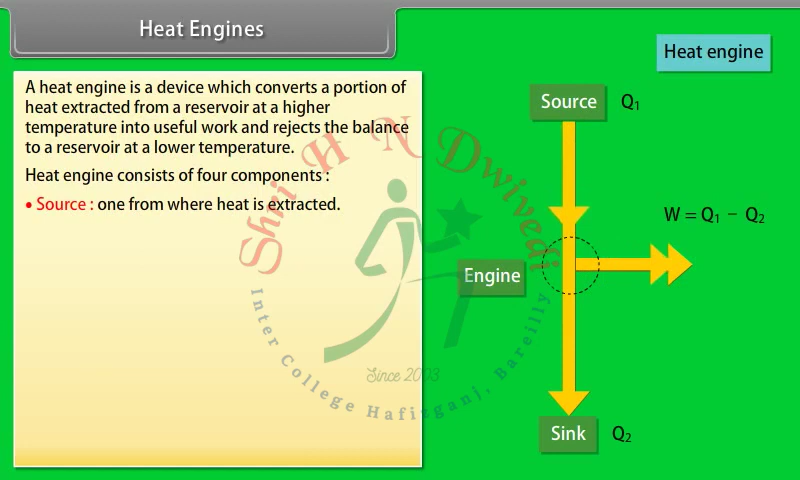 Heat Engines
Heat engine
A heat engine is a device which converts a portion of
heat extracted from a reservoir at a higher
temperature into useful work and rejects the balance
to a reservoir at a lower temperature.
Heat engine consists of four components :
• Source : one from where heat is extracted.
Source Q₁
W = Q₁ − Q₂
Engine
Sink Q₂
Shri H N Dwivedi
Inter College Hafizganj, Bareilly
Since 2003